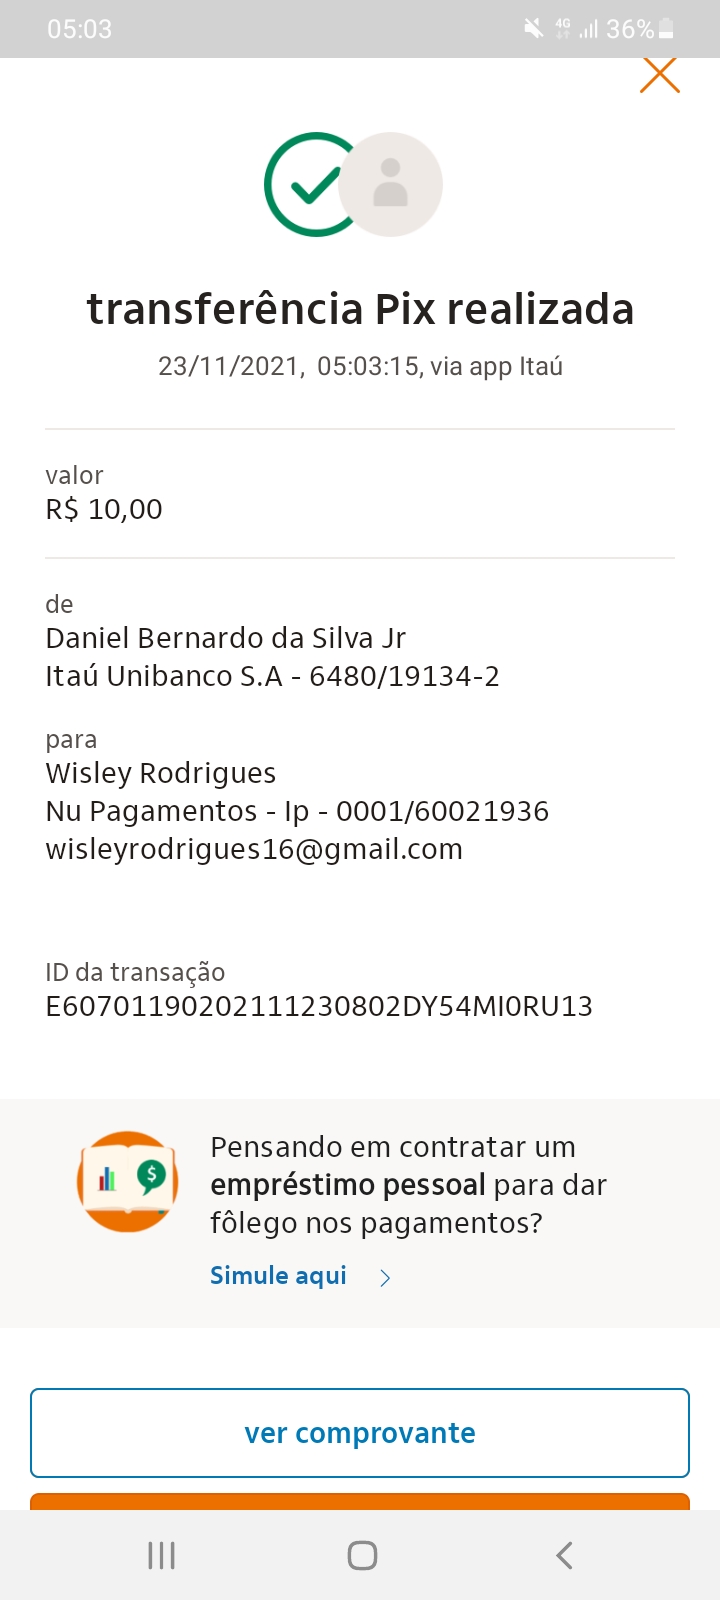 05:03
4G 36%
transferência Pix realizada
23/11/2021, 05:03:15, via app Itaú
valor
R$ 10,00
de
Daniel Bernardo da Silva Jr
Itaú Unibanco S.A - 6480/19134-2
para
Wisley Rodrigues
Nu Pagamentos - Ip - 0001/60021936
wisleyrodrigues16@gmail.com
ID da transação
E60701190202111230802DY54MI0RU13
Pensando em contratar um
empréstimo pessoal para dar
fôlego nos pagamentos?
$
Simule aqui
ver comprovante